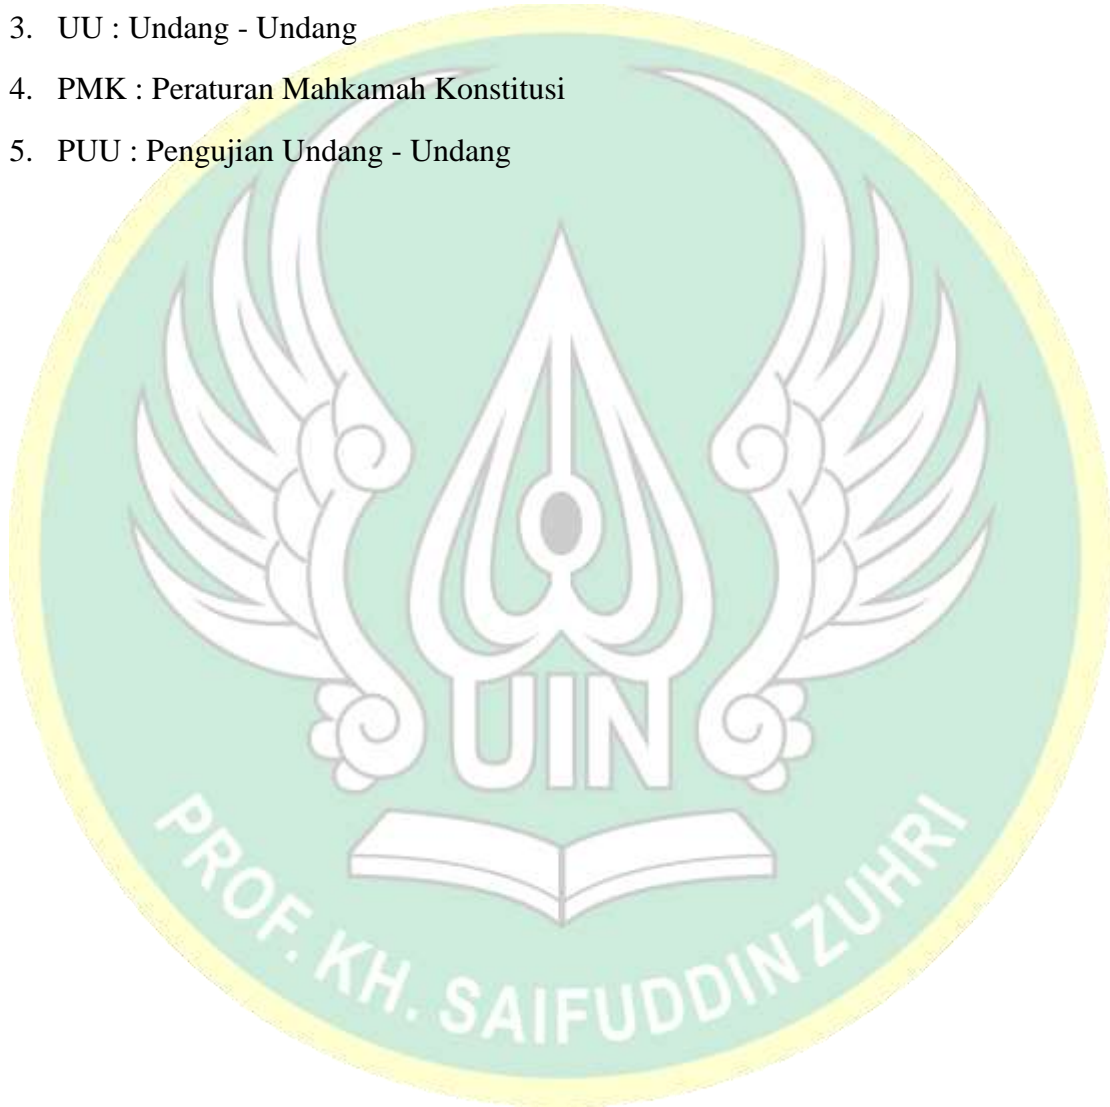 3. UU : Undang - Undang
4. PMK : Peraturan Mahkamah Konstitusi
5. PUU : Pengujian Undang - Undang
UIN
PROF. KH. SAIFUDDIN ZUHRI